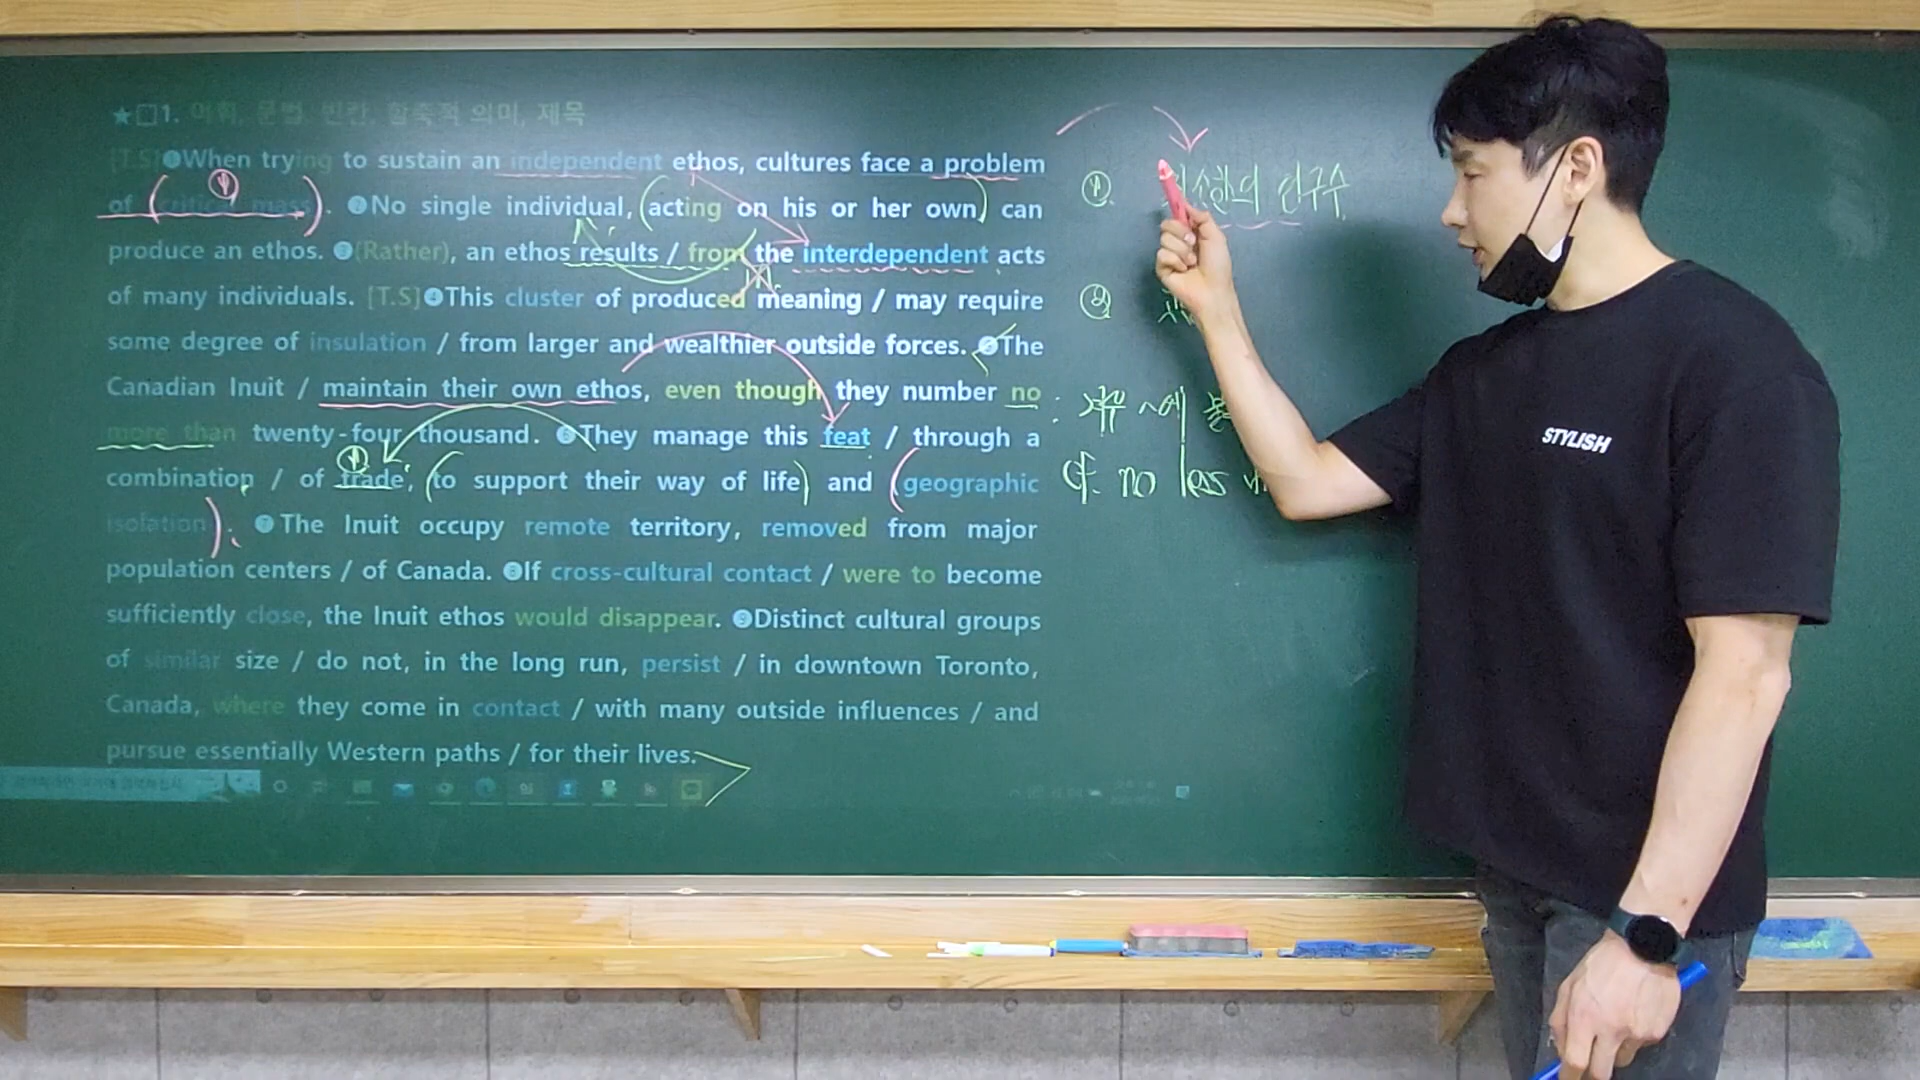 ★□1. 어휘, 문법, 빈칸, 함축적 의미, 제목
[T.S]❶When trying to sustain an independent ethos, cultures face a problem
of (critical mass). ❷No single individual, (acting on his or her own) can
produce an ethos. ❸(Rather), an ethos results / from the interdependent acts
of many individuals. [T.S]❹This cluster of produced meaning / may require
some degree of insulation / from larger and wealthier outside forces. ❺The
Canadian Inuit / maintain their own ethos, even though they number no
more than twenty-four thousand. ❻They manage this feat / through a
combination / of trade, (to support their way of life) and (geographic
isolation). ❼The Inuit occupy remote territory, removed from major
population centers / of Canada. ❽If cross-cultural contact / were to become
sufficiently close, the Inuit ethos would disappear. ❾Distinct cultural groups
of similar size / do not, in the long run, persist / in downtown Toronto,
Canada, where they come in contact / with many outside influences / and
pursue essentially Western paths / for their lives.
① 최소한의 인구수
②
cf. no less
STYLISH